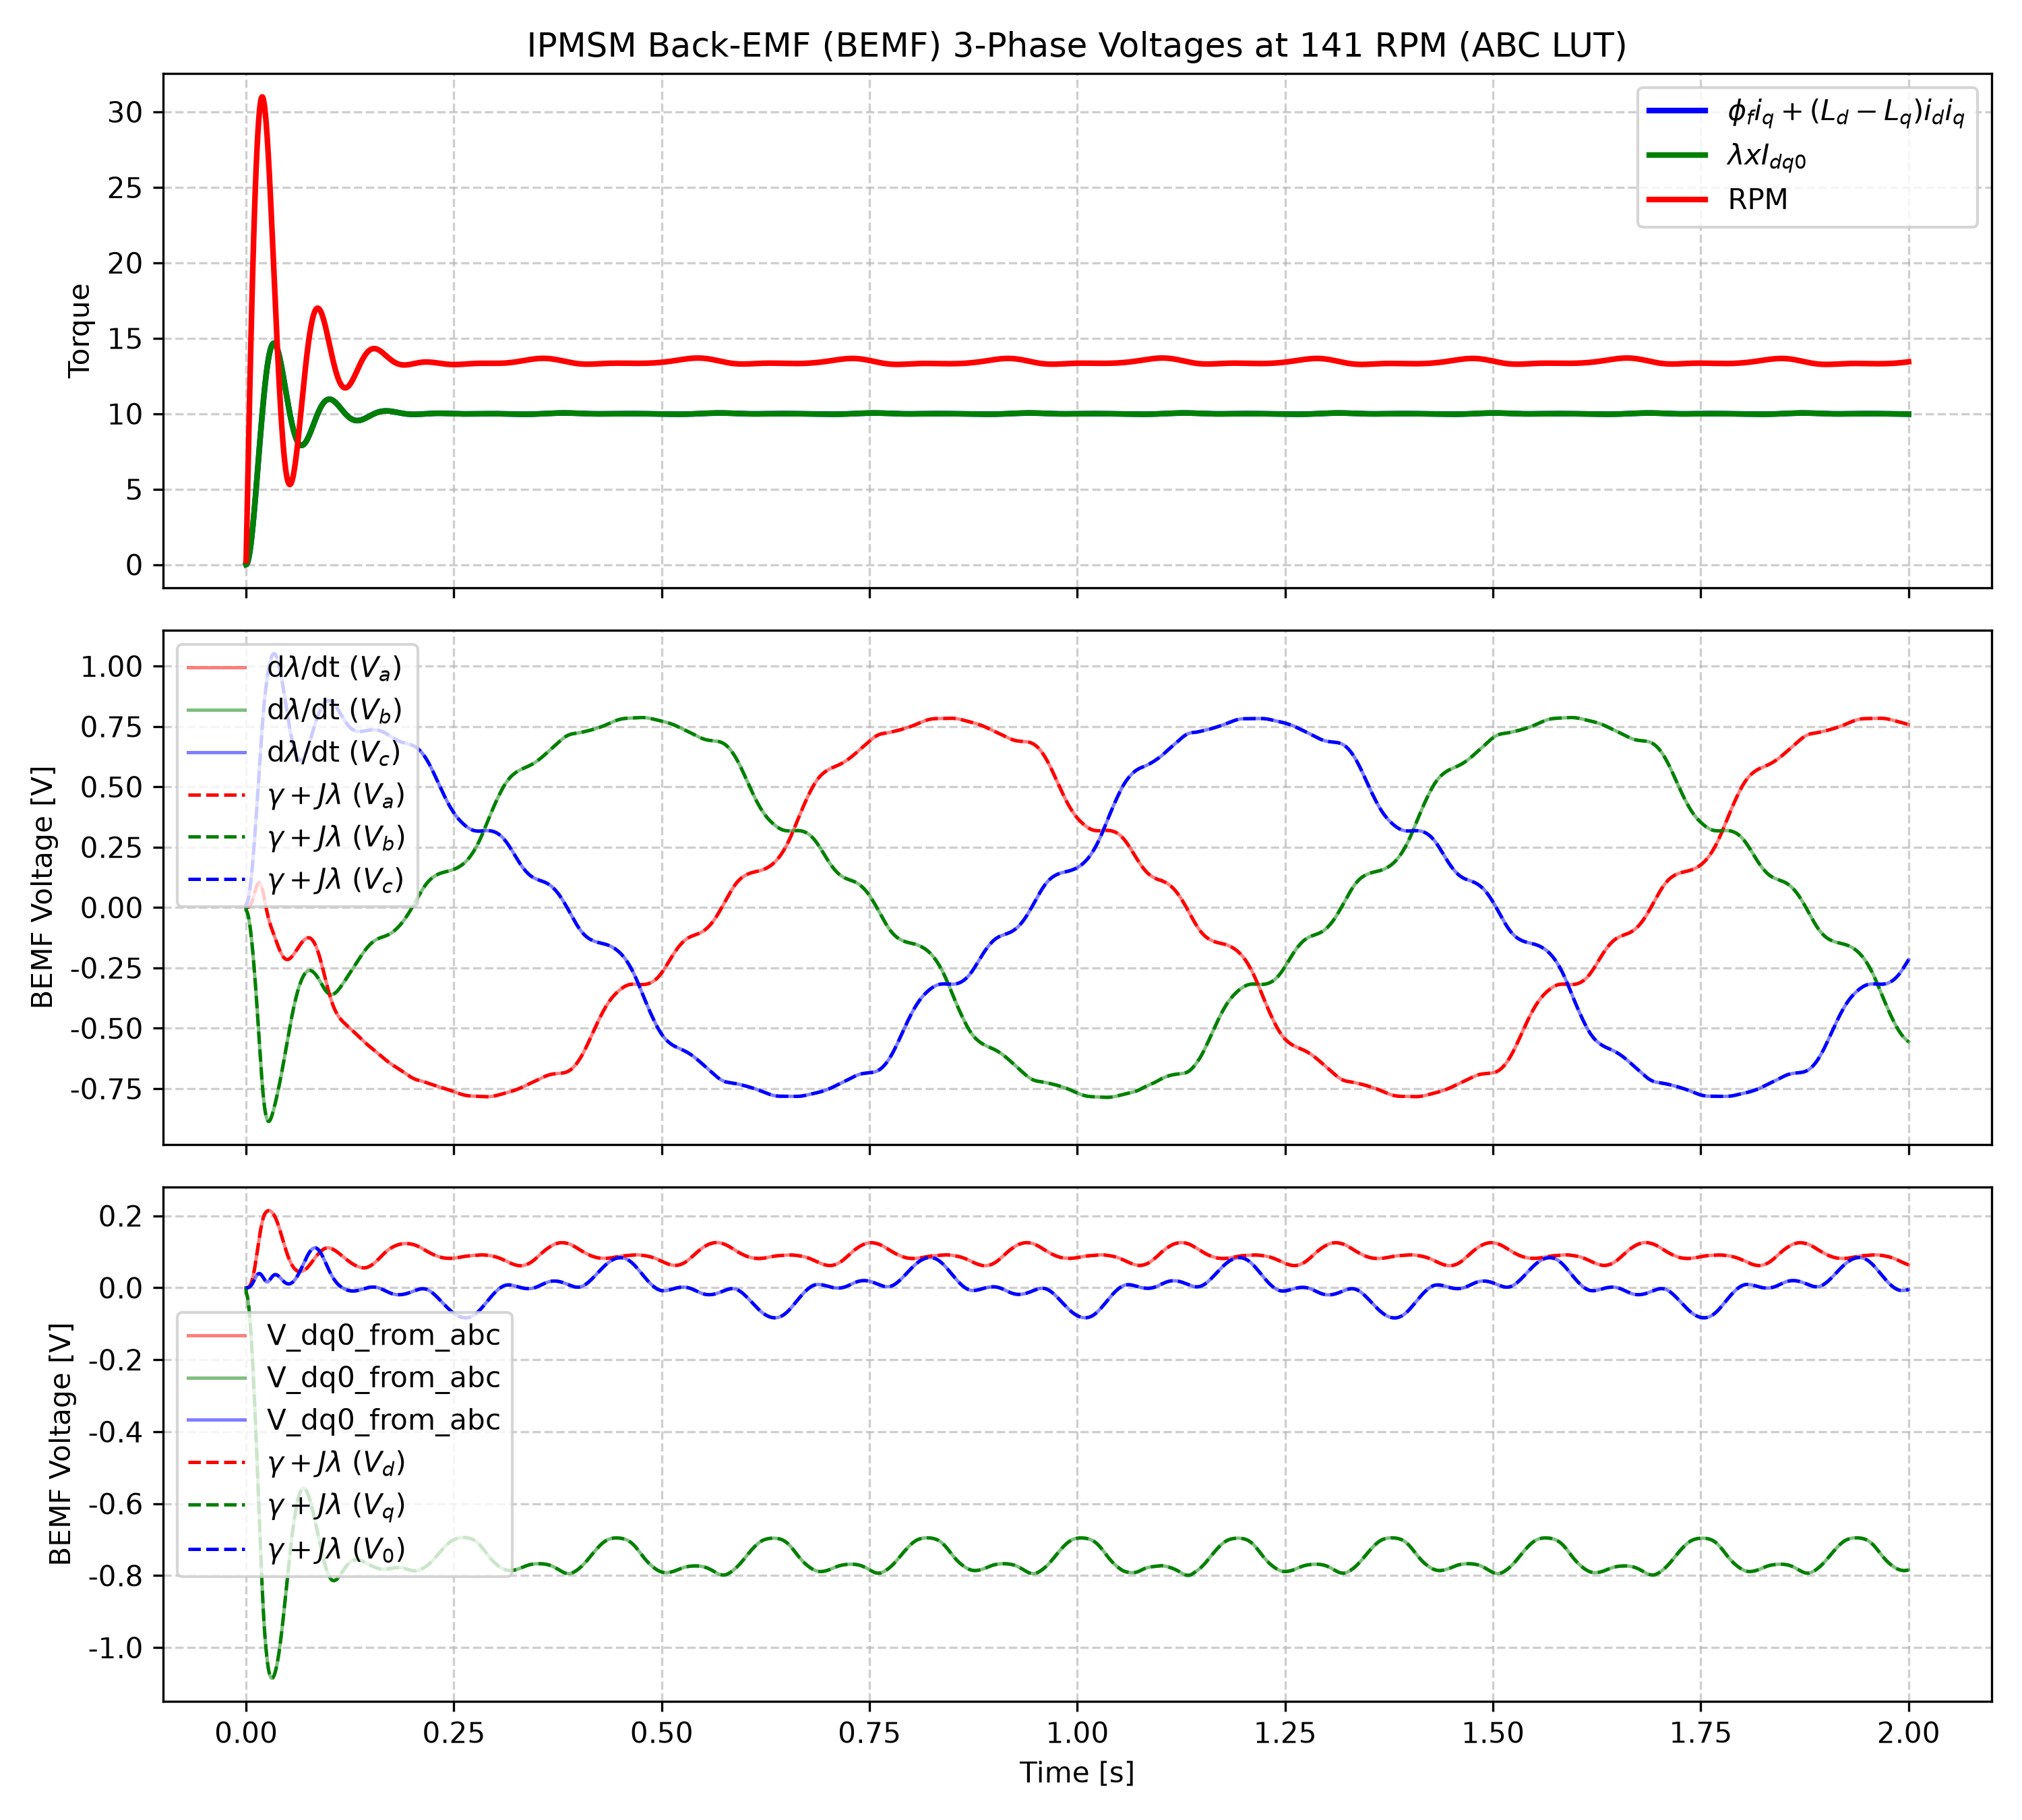 IPMSM Back-EMF (BEMF) 3-Phase Voltages at 141 RPM (ABC LUT)
30
25
20
15
10
5
0
Torque
ϕ_f i_q + (L_d − L_q)i_d i_q
λxI_dq0
RPM
1.00
0.75
0.50
0.25
0.00
-0.25
-0.50
-0.75
BEMF Voltage [V]
dλ/dt (V_a)
dλ/dt (V_b)
dλ/dt (V_c)
γ + Jλ (V_a)
γ + Jλ (V_b)
γ + Jλ (V_c)
0.2
0.0
-0.2
-0.4
-0.6
-0.8
-1.0
BEMF Voltage [V]
V_dq0_from_abc
V_dq0_from_abc
V_dq0_from_abc
γ + Jλ (V_d)
γ + Jλ (V_q)
γ + Jλ (V_0)
0.00 0.25 0.50 0.75 1.00 1.25 1.50 1.75 2.00
Time [s]